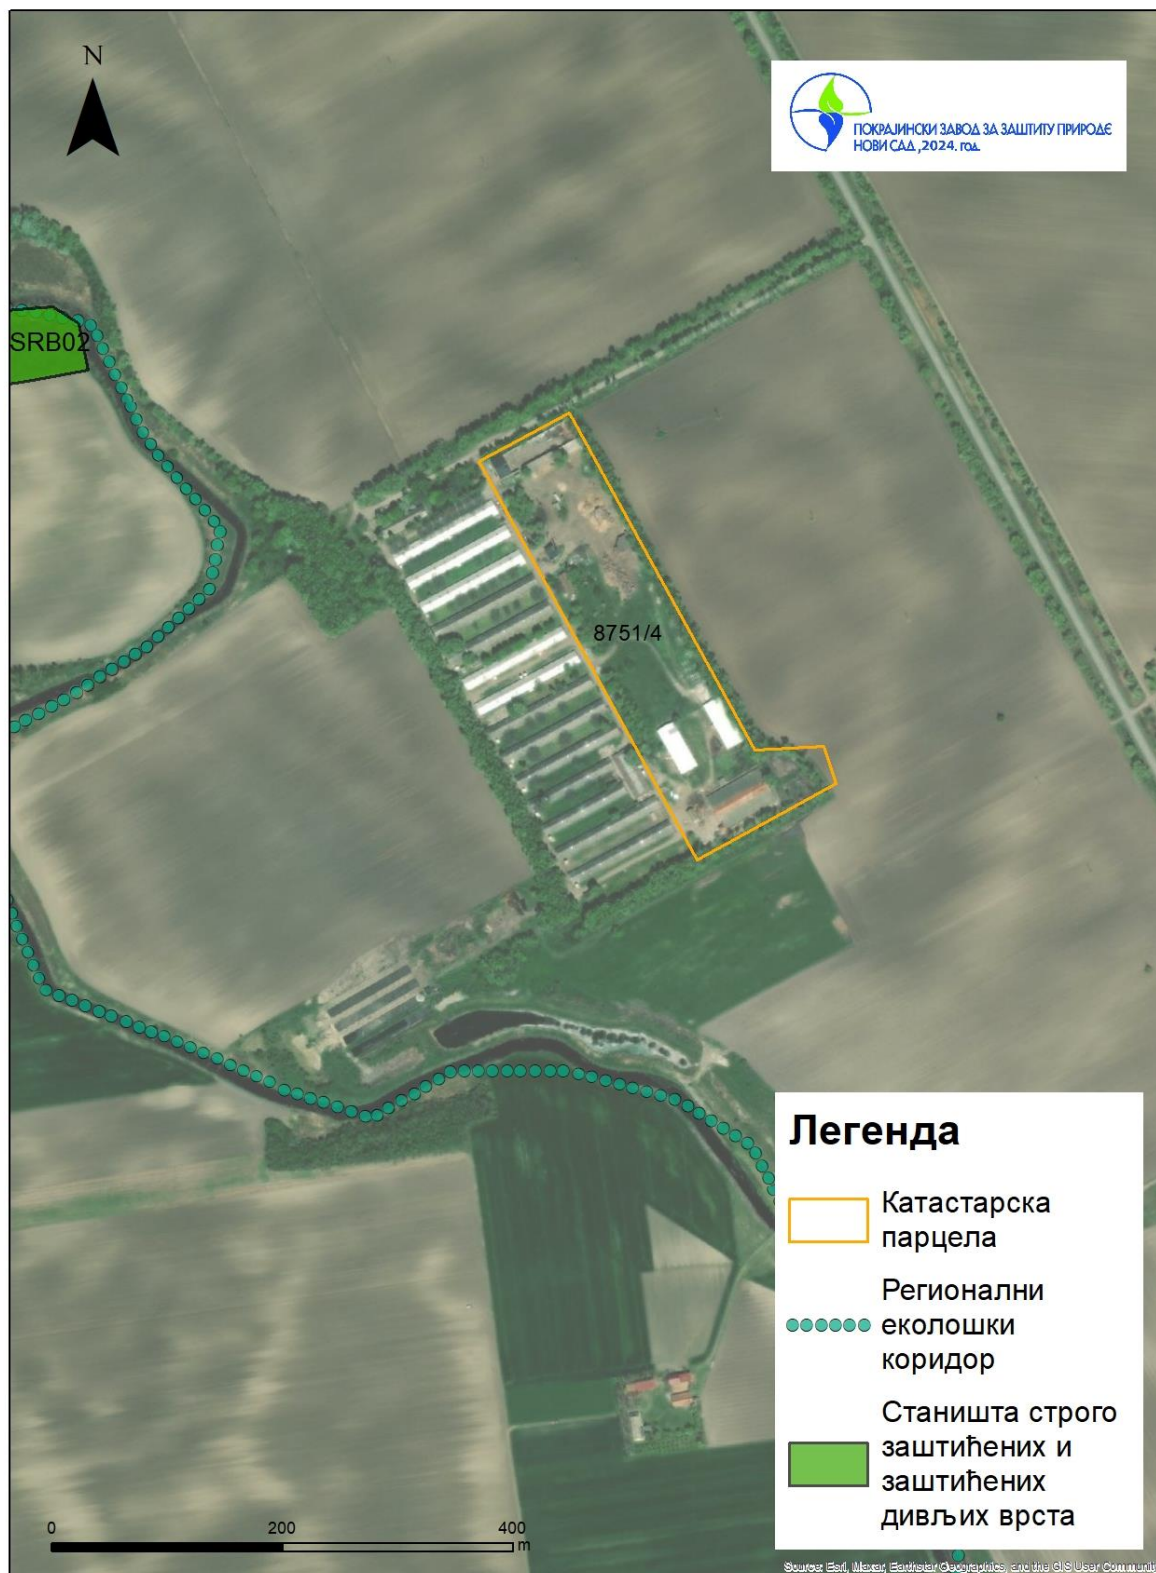 N
ПОКРАЈИНСКИ ЗАВОД ЗА ЗАШТИТУ ПРИРОДЕ
НОВИ САД ,2024. год.
SRB02
8751/4
Легенда
Катастарска
парцела
Регионални
еколошки
коридор
Станишта строго
заштићених и
заштићених
дивљих врста
0 200 400
m
Source: Esri, Maxar, Earthstar Geographics, and the GIS User Communit